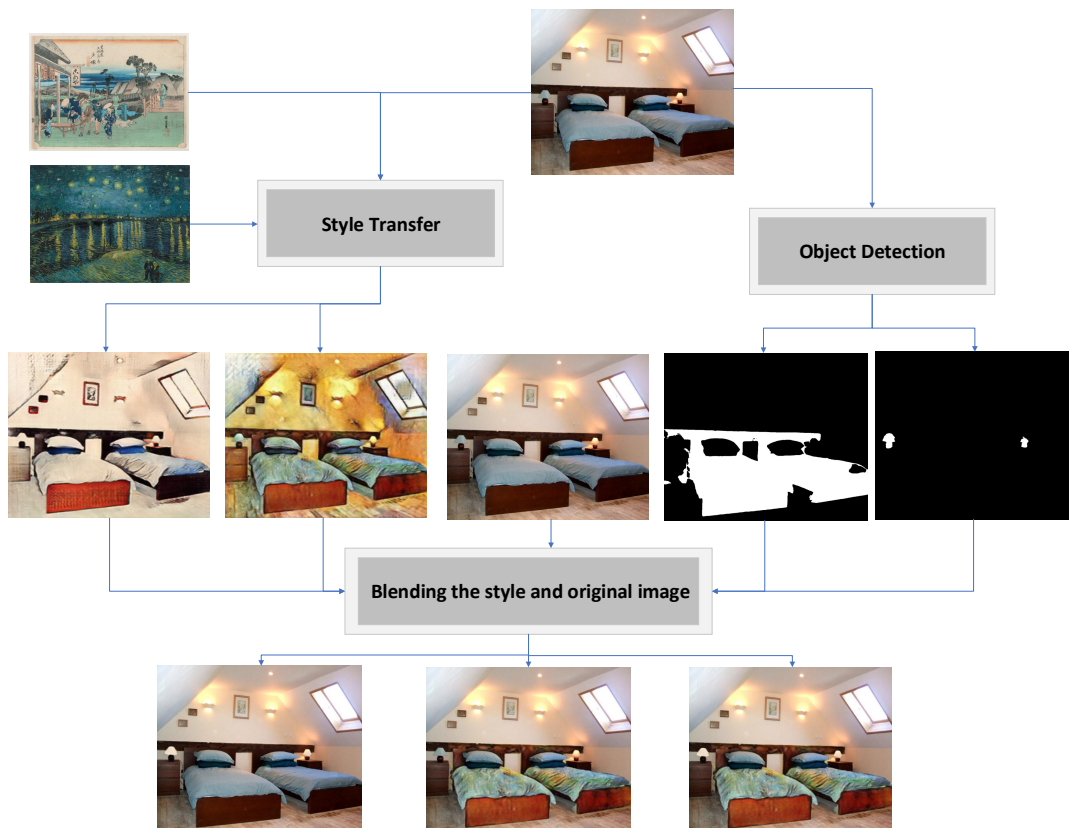 Style Transfer
Object Detection
Blending the style and original image